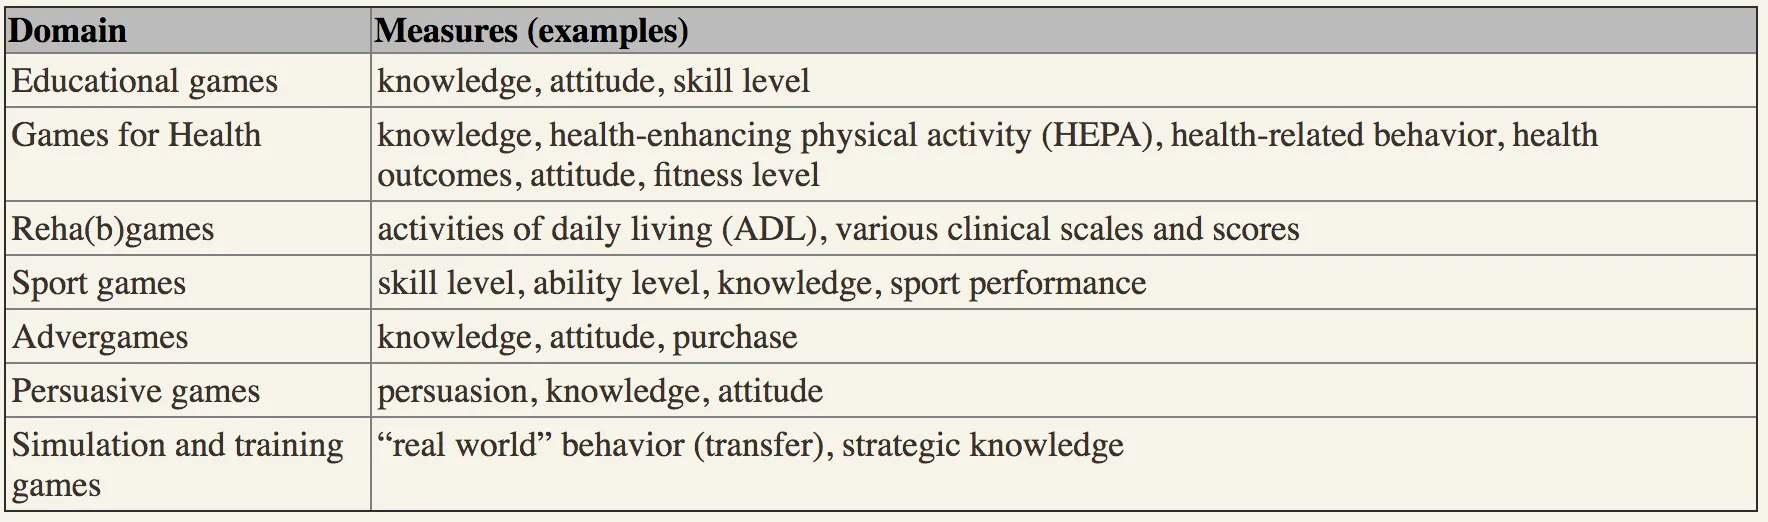 Domain Measures (examples)
Educational games knowledge, attitude, skill level
Games for Health knowledge, health-enhancing physical activity (HEPA), health-related behavior, health
outcomes, attitude, fitness level
Reha(b)games activities of daily living (ADL), various clinical scales and scores
Sport games skill level, ability level, knowledge, sport performance
Advergames knowledge, attitude, purchase
Persuasive games persuasion, knowledge, attitude
Simulation and training “real world” behavior (transfer), strategic knowledge
games